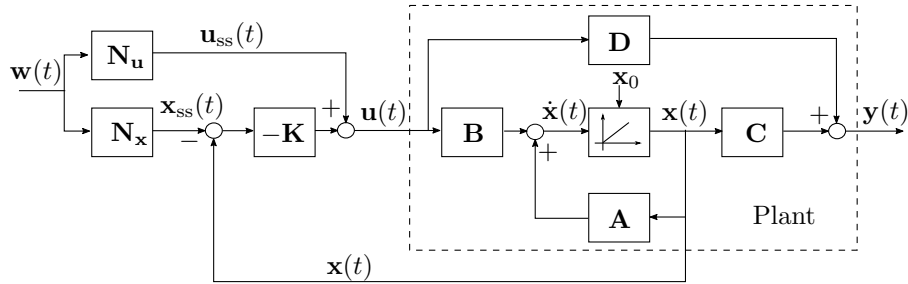 u_ss(t)
N_u
D
w(t)
x_0
x_ss(t)
+
u(t)
ẋ(t)
x(t)
+
y(t)
N_x
−K
B
C
−
+
A
Plant
x(t)